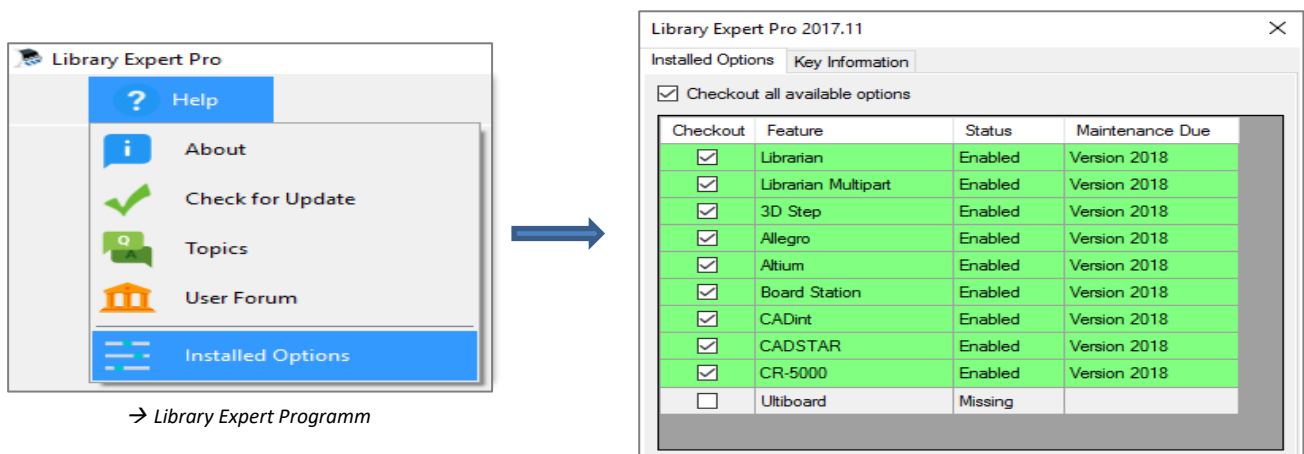 Library Expert Pro
? Help
i About
Check for Update
Q A Topics
User Forum
Installed Options
→ Library Expert Programm
Library Expert Pro 2017.11
Installed Options Key Information
Checkout all available options
Checkout Feature Status Maintenance Due
Librarian Enabled Version 2018
Librarian Multipart Enabled Version 2018
3D Step Enabled Version 2018
Allegro Enabled Version 2018
Altium Enabled Version 2018
Board Station Enabled Version 2018
CADint Enabled Version 2018
CADSTAR Enabled Version 2018
CR-5000 Enabled Version 2018
Ultiboard Missing